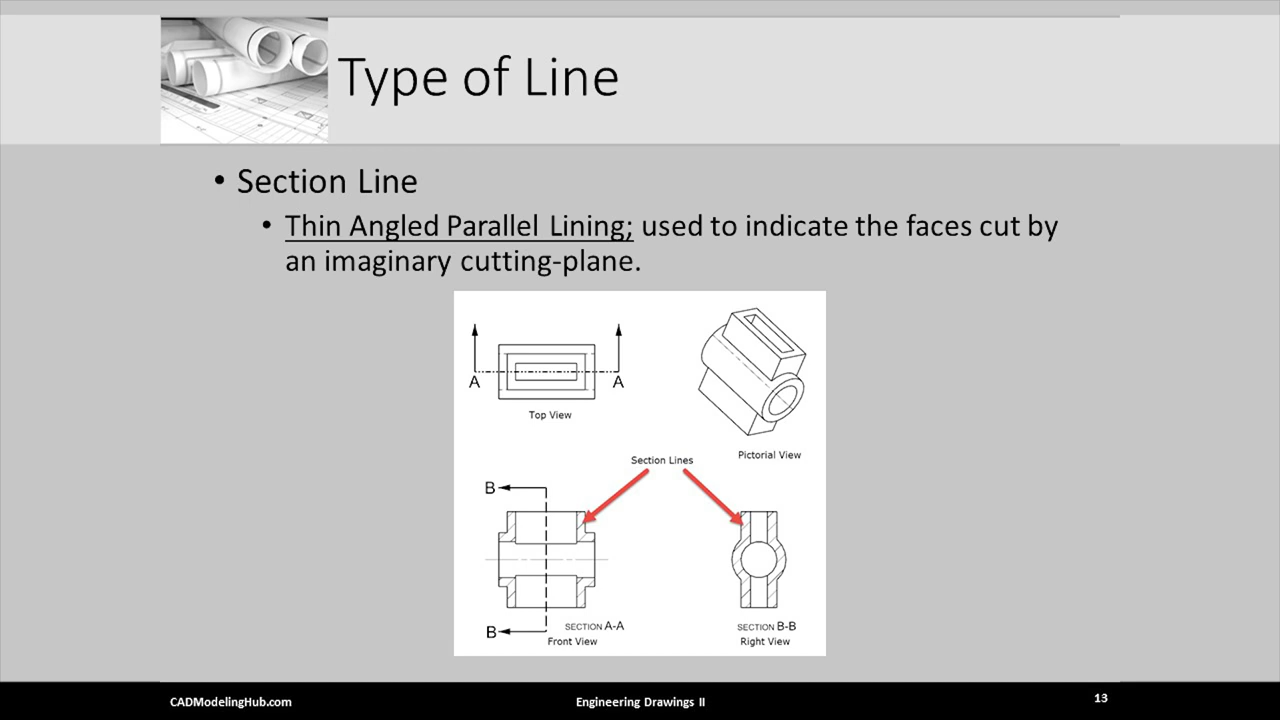 Type of Line
• Section Line
• Thin Angled Parallel Lining; used to indicate the faces cut by
an imaginary cutting-plane.
A A
Top View
Pictorial View
Section Lines
B
B
SECTION A-A
Front View
SECTION B-B
Right View
CADModelingHub.com
Engineering Drawings II
13